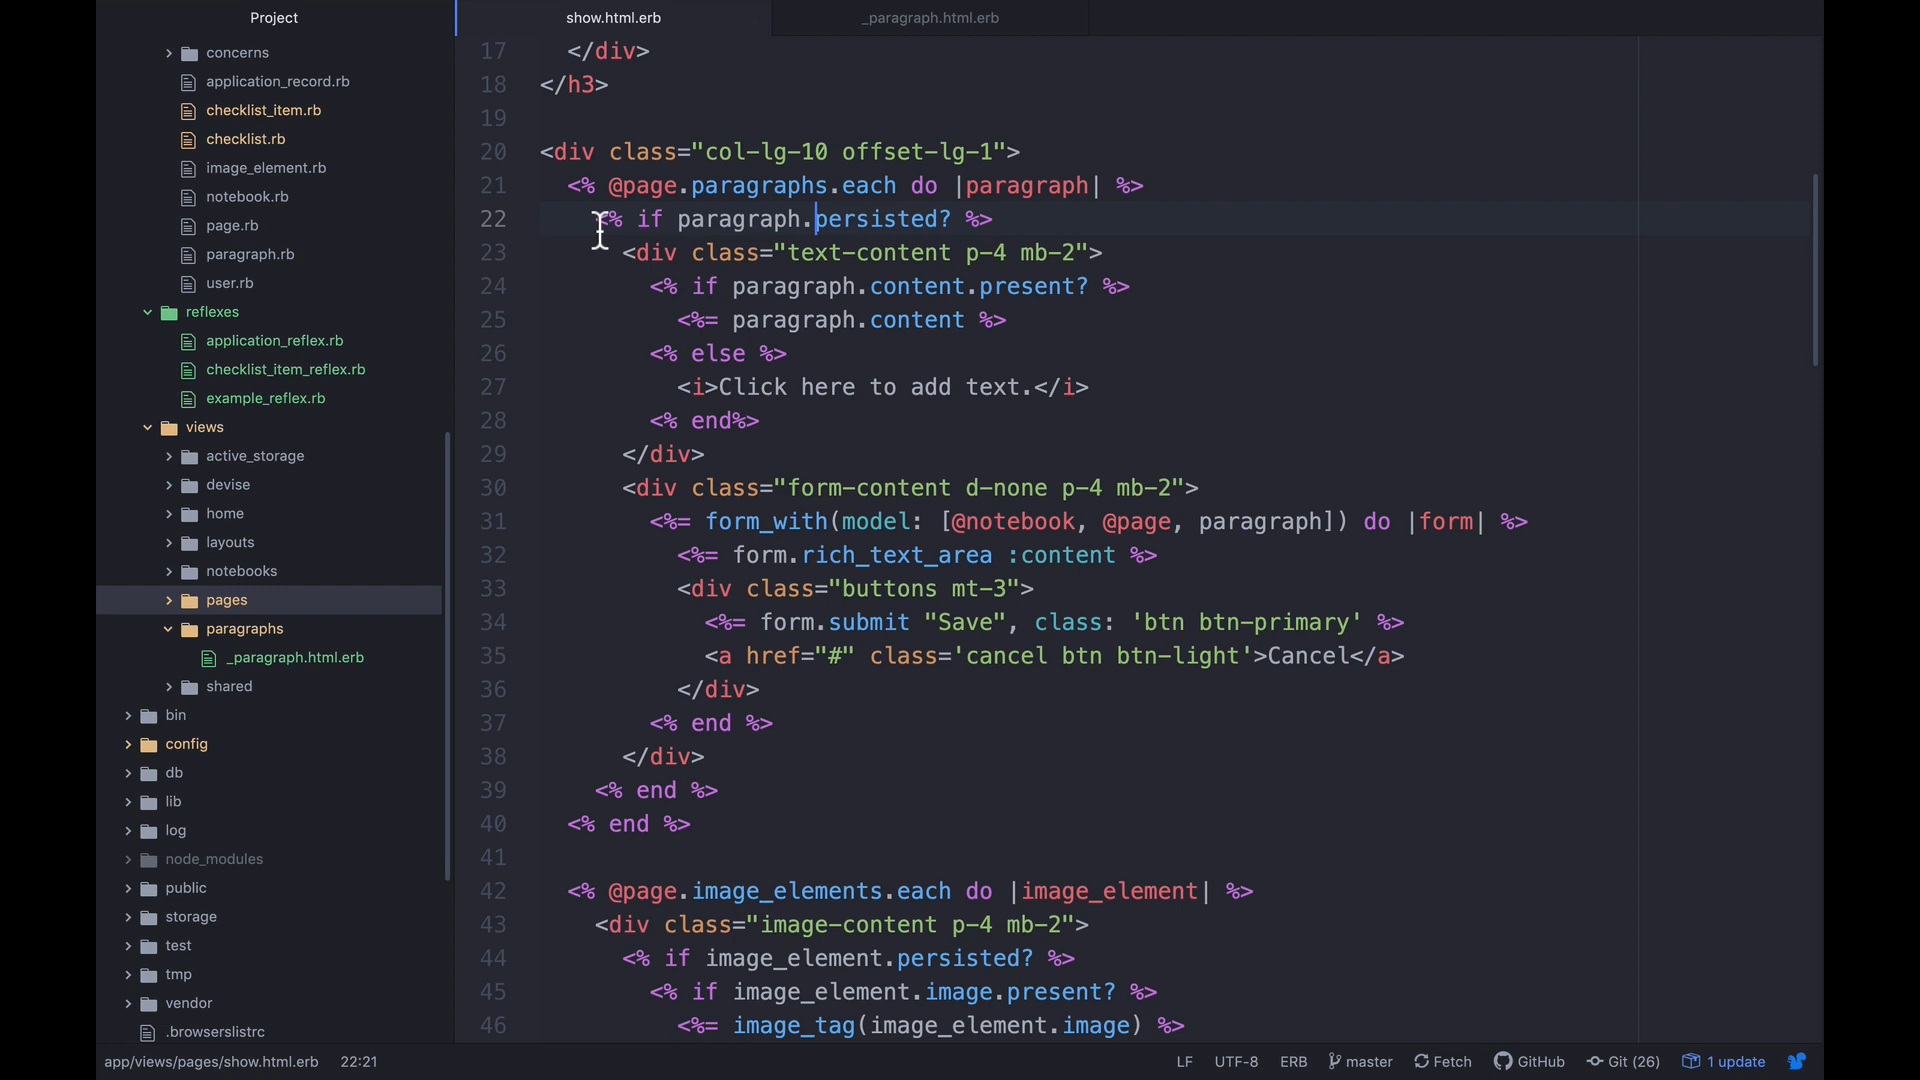 Project
show.html.erb
_paragraph.html.erb
concerns
application_record.rb
checklist_item.rb
checklist.rb
image_element.rb
notebook.rb
page.rb
paragraph.rb
user.rb
reflexes
application_reflex.rb
checklist_item_reflex.rb
example_reflex.rb
views
active_storage
devise
home
layouts
notebooks
pages
paragraphs
_paragraph.html.erb
shared
bin
config
db
lib
log
node_modules
public
storage
test
tmp
vendor
.browserslistrc
17 </div>
18 </h3>
19
20 <div class="col-lg-10 offset-lg-1">
21 <% @page.paragraphs.each do |paragraph| %>
22 <% if paragraph.persisted? %>
23 <div class="text-content p-4 mb-2">
24 <% if paragraph.content.present? %>
25 <%= paragraph.content %>
26 <% else %>
27 <i>Click here to add text.</i>
28 <% end%>
29 </div>
30 <div class="form-content d-none p-4 mb-2">
31 <%= form_with(model: [@notebook, @page, paragraph]) do |form| %>
32 <%= form.rich_text_area :content %>
33 <div class="buttons mt-3">
34 <%= form.submit "Save", class: 'btn btn-primary' %>
35 <a href="#" class='cancel btn btn-light'>Cancel</a>
36 </div>
37 <% end %>
38 </div>
39 <% end %>
40 <% end %>
41
42 <% @page.image_elements.each do |image_element| %>
43 <div class="image-content p-4 mb-2">
44 <% if image_element.persisted? %>
45 <% if image_element.image.present? %>
46 <%= image_tag(image_element.image) %>
app/views/pages/show.html.erb 22:21
LF UTF-8 ERB master Fetch GitHub Git (26) 1 update